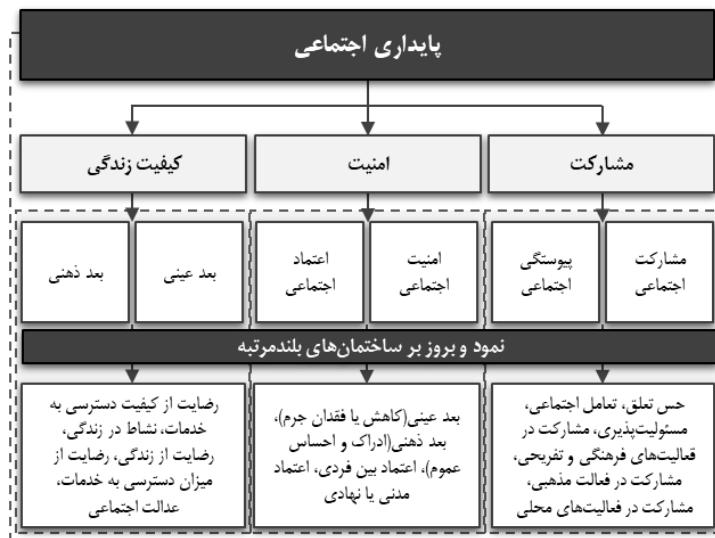 پایداری اجتماعی
مشارکت
امنیت
کیفیت زندگی
مشارکت
اجتماعی
پیوستگی
اجتماعی
امنیت
اجتماعی
اعتماد
اجتماعی
بعد عینی
بعد ذهنی
نمود و بروز بر ساختمان‌های بلندمرتبه
حس تعلق، تعامل اجتماعی،
مسئولیت‌پذیری، مشارکت در
فعالیت‌های فرهنگی و تفریحی،
مشارکت در فعالت مذهبی،
مشارکت در فعالیت‌های محلی
بعد عینی(کاهش یا فقدان جرم)،
بعد ذهنی(ادراک و احساس
عموم)، اعتماد بین فردی، اعتماد
مدنی یا نهادی
رضایت از کیفیت دسترسی به
خدمات، نشاط در زندگی،
رضایت از زندگی، رضایت از
میزان دسترسی به خدمات،
عدالت اجتماعی